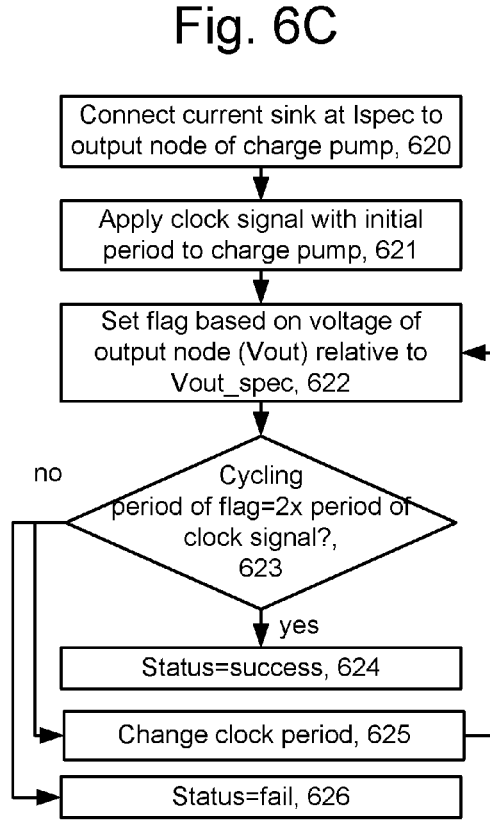 Fig. 6C
Connect current sink at Ispec to
output node of charge pump, 620
Apply clock signal with initial
period to charge pump, 621
Set flag based on voltage of
output node (Vout) relative to
Vout_spec, 622
no
Cycling
period of flag=2x period of
clock signal?,
623
yes
Status=success, 624
Change clock period, 625
Status=fail, 626